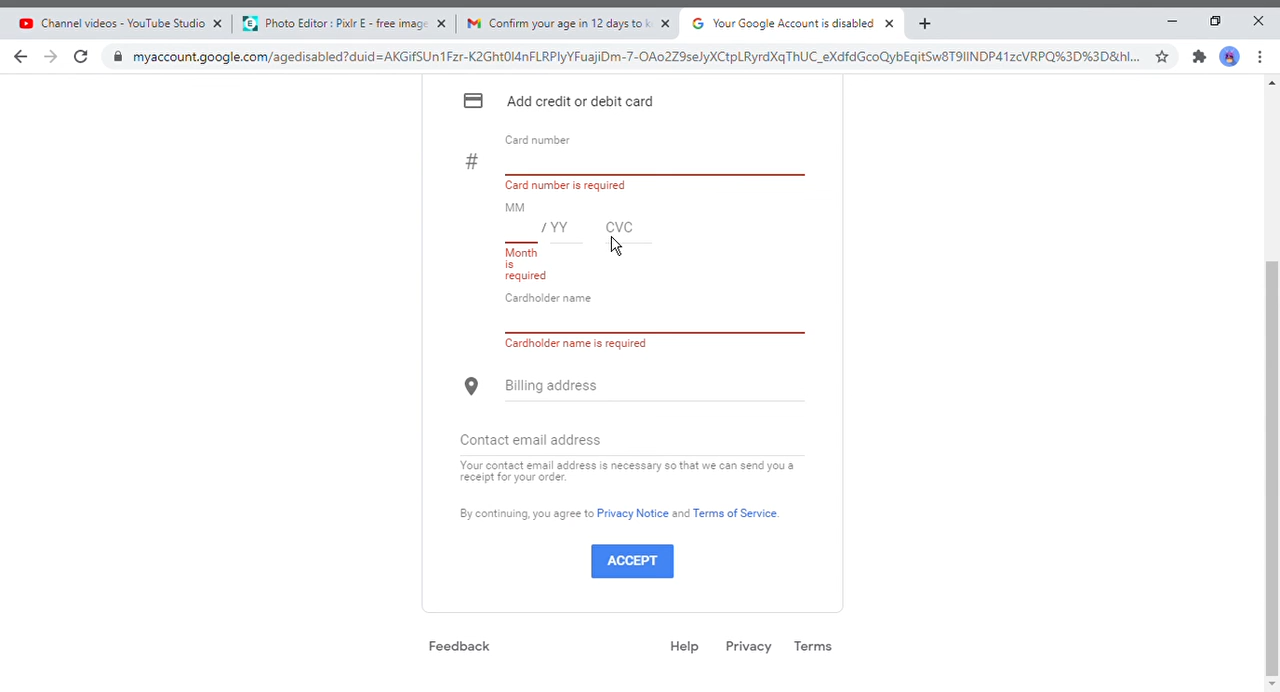 Channel videos - YouTube Studio
Photo Editor : Pixlr E - free image
Confirm your age in 12 days to k
Your Google Account is disabled
myaccount.google.com/agedisabled?duid=AKGifSUn1Fzr-K2Ght0l4nFLRPIyYFuajiDm-7-OAo2Z9seJyXCtpLRyrdXqThUC_eXdfdGcoQybEqitSw8T9IINDP41zcVRPQ%3D%3D&hl...
Add credit or debit card
Card number
#
Card number is required
MM
/ YY CVC
Month
is
required
Cardholder name
Cardholder name is required
Billing address
Contact email address
Your contact email address is necessary so that we can send you a
receipt for your order.
By continuing, you agree to Privacy Notice and Terms of Service.
ACCEPT
Feedback Help Privacy Terms